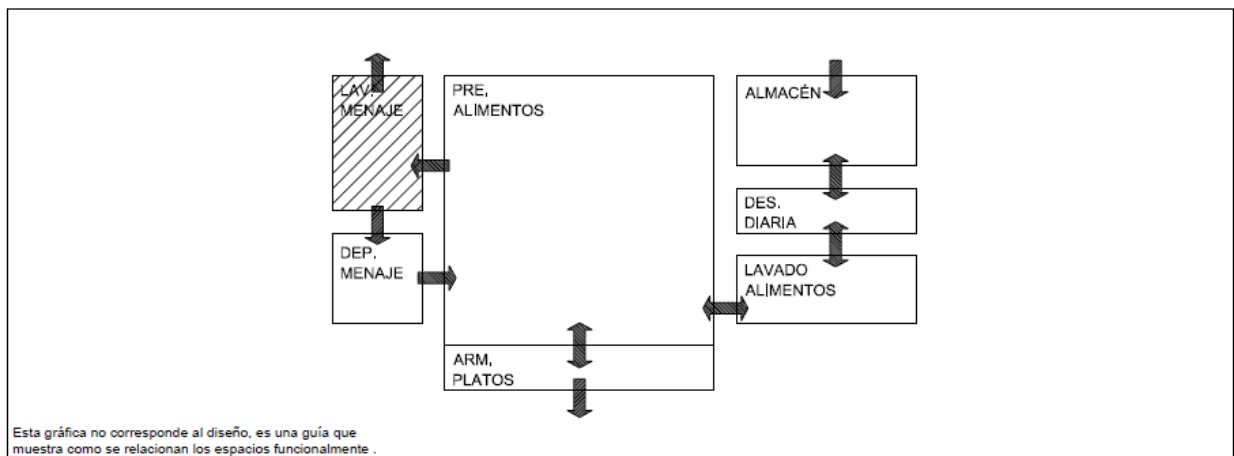 LAV.
MENAJE
PRE,
ALIMENTOS
ALMACÉN
DES.
DIARIA
DEP.
MENAJE
LAVADO
ALIMENTOS
ARM,
PLATOS
Esta gráfica no corresponde al diseño, es una guía que
muestra como se relacionan los espacios funcionalmente .